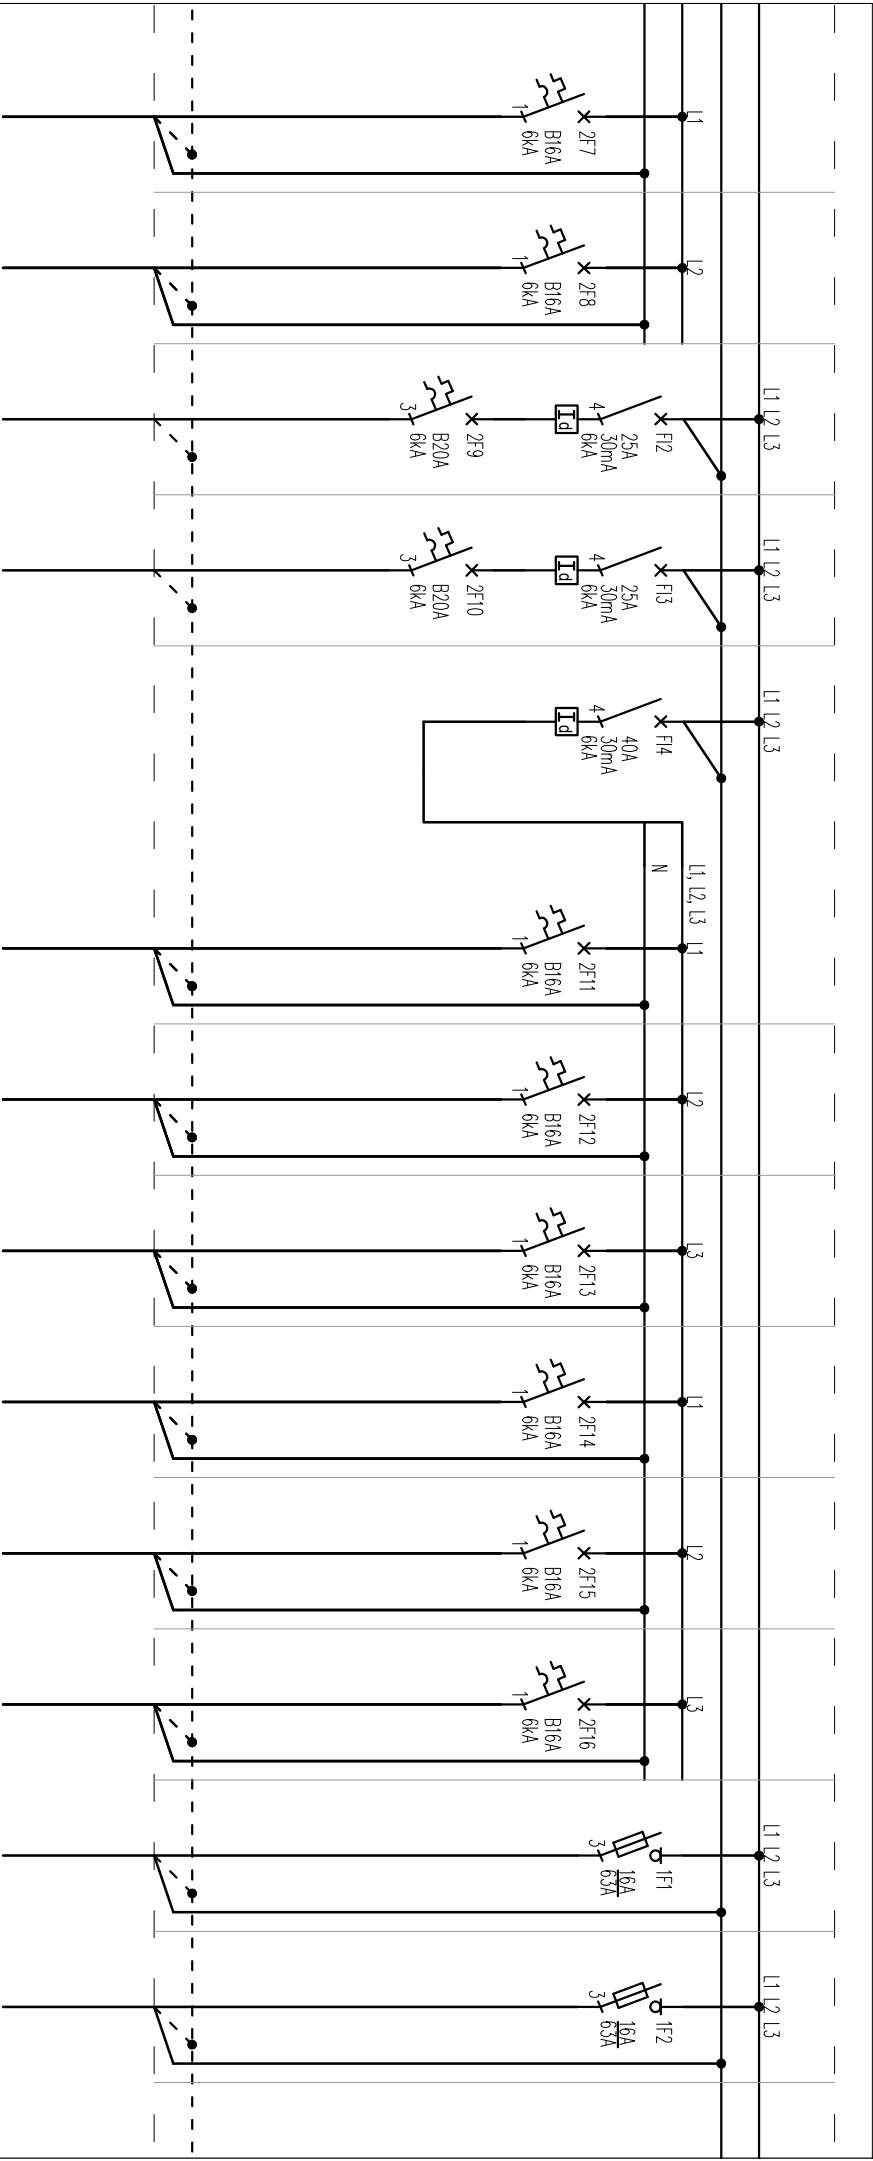 L1
2F7
B16A
6kA
1
L2
2F8
B16A
6kA
1
L1 L2 L3
FI2
25A
30mA
6kA
4
Id
2F9
B20A
6kA
3
L1 L2 L3
FI3
25A
30mA
6kA
4
Id
2F10
B20A
6kA
3
L1 L2 L3
FI4
40A
30mA
6kA
4
Id
L1, L2, L3
N
L1
2F11
B16A
6kA
1
L2
2F12
B16A
6kA
1
L3
2F13
B16A
6kA
1
L1
2F14
B16A
6kA
1
L2
2F15
B16A
6kA
1
L3
2F16
B16A
6kA
1
L1 L2 L3
1F1
16A
63A
3
L1 L2 L3
1F2
16A
63A
3